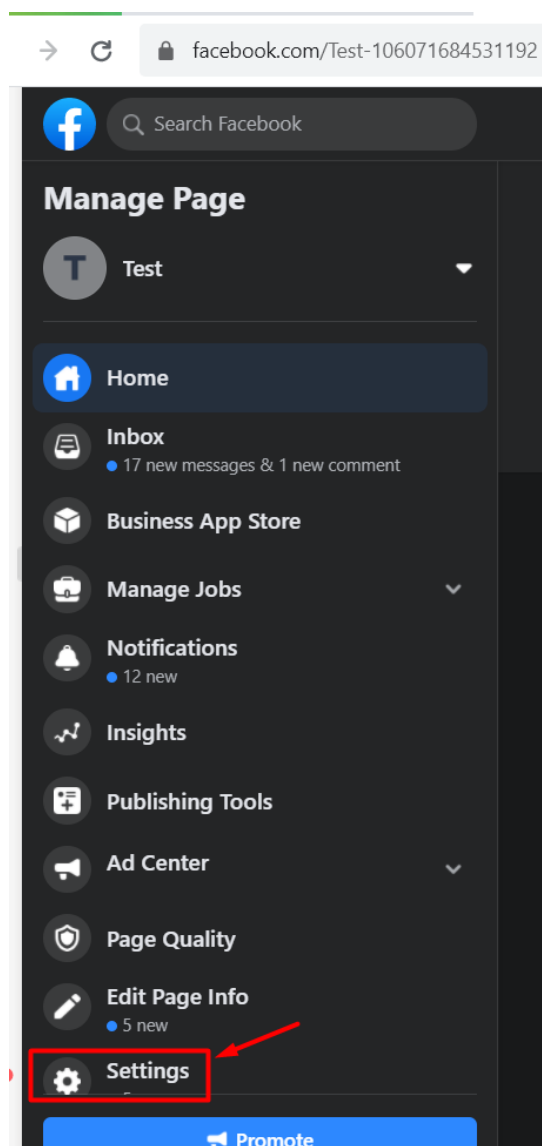 facebook.com/Test-106071684531192
Search Facebook
Manage Page
T
Test
Home
Inbox
17 new messages & 1 new comment
Business App Store
Manage Jobs
Notifications
12 new
Insights
Publishing Tools
Ad Center
Page Quality
Edit Page Info
5 new
Settings
Promote